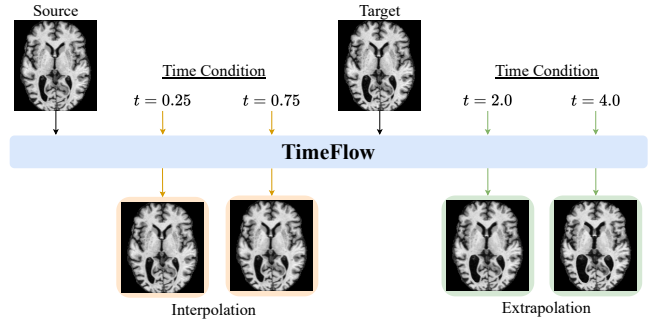 Source
Target
Time Condition
Time Condition
t = 0.25
t = 0.75
t = 2.0
t = 4.0
TimeFlow
Interpolation
Extrapolation